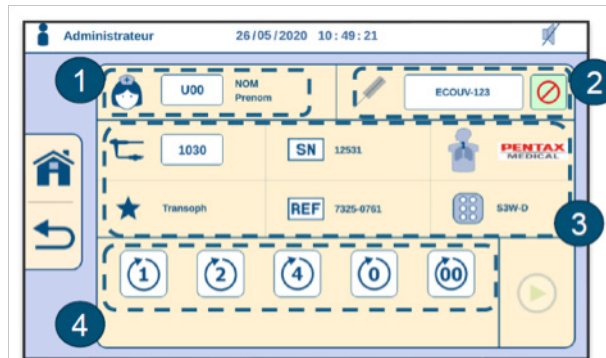 Administrateur 26/05/2020 10:49:21
1
U00 NOM
Prenom
ECOUV-123
2
1030 SN 12531 1 PENTAX
MEDICAL
Transoph REF 7325-0761 S3W-D
3
1 2 4 0 00
4